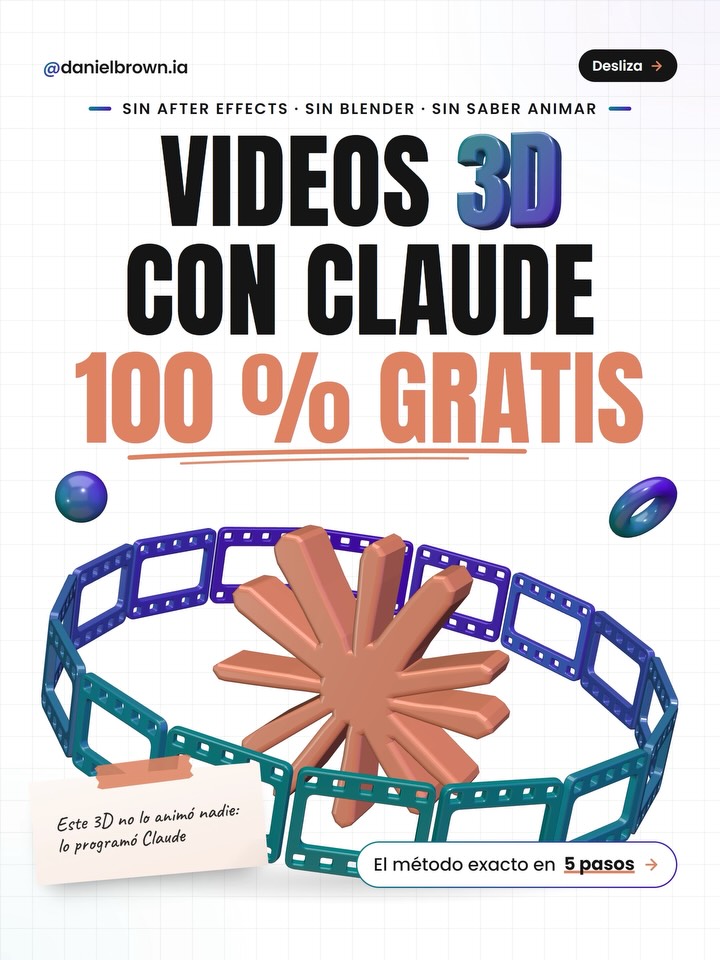 @danielbrown.ia
Desliza →
SIN AFTER EFFECTS · SIN BLENDER · SIN SABER ANIMAR
VIDEOS 3D
CON CLAUDE
100 % GRATIS
Este 3D no lo animó nadie:
lo programó Claude
El método exacto en 5 pasos →